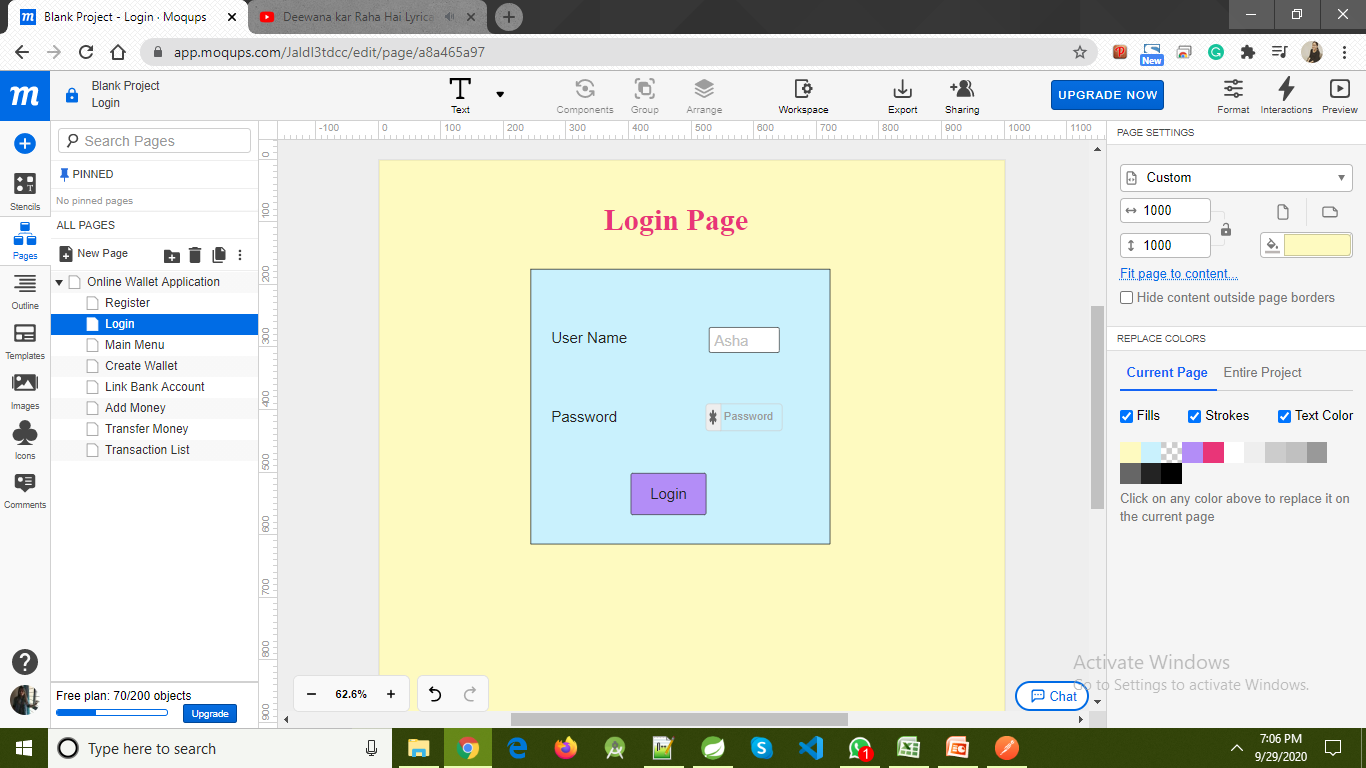 Blank Project - Login · Moqups
Deewana kar Raha Hai Lyrica
app.moqups.com/JaldI3tdcc/edit/page/a8a465a97
New
m
Blank Project
Login
Text
Components
Group
Arrange
Workspace
Export
Sharing
UPGRADE NOW
Format
Interactions
Preview
Stencils
Pages
Outline
Templates
Images
Icons
Comments
Search Pages
PINNED
No pinned pages
ALL PAGES
New Page
Online Wallet Application
Register
Login
Main Menu
Create Wallet
Link Bank Account
Add Money
Transfer Money
Transaction List
Free plan: 70/200 objects
Upgrade
-100 0 100 200 300 400 500 600 700 800 900 1000 1100
0
100
200
300
400
500
600
700
800
900
Login Page
User Name
Asha
Password
Password
Login
62.6%
PAGE SETTINGS
Custom
1000
1000
Fit page to content...
Hide content outside page borders
REPLACE COLORS
Current Page Entire Project
Fills Strokes Text Color
Click on any color above to replace it on
the current page
Activate Windows
Go to Settings to activate Windows.
Chat
Type here to search
1
7:06 PM
9/29/2020